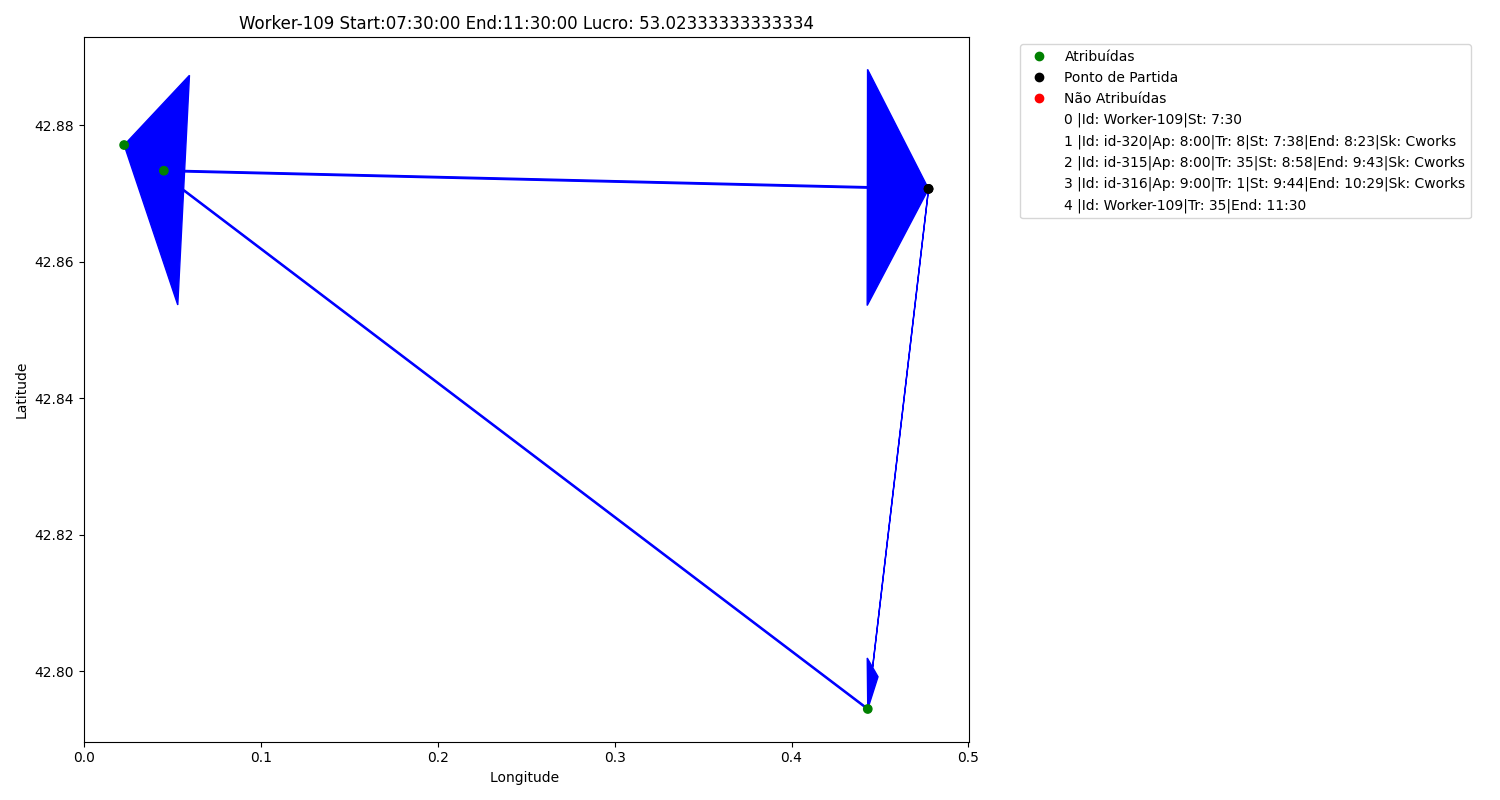 Worker-109 Start:07:30:00 End:11:30:00 Lucro: 53.02333333333334
Atribuídas
Ponto de Partida
Não Atribuídas
0 |Id: Worker-109|St: 7:30
1 |Id: id-320|Ap: 8:00|Tr: 8|St: 7:38|End: 8:23|Sk: Cworks
2 |Id: id-315|Ap: 8:00|Tr: 35|St: 8:58|End: 9:43|Sk: Cworks
3 |Id: id-316|Ap: 9:00|Tr: 1|St: 9:44|End: 10:29|Sk: Cworks
4 |Id: Worker-109|Tr: 35|End: 11:30
Latitude
42.88
42.86
42.84
42.82
42.80
0.0 0.1 0.2 0.3 0.4 0.5
Longitude